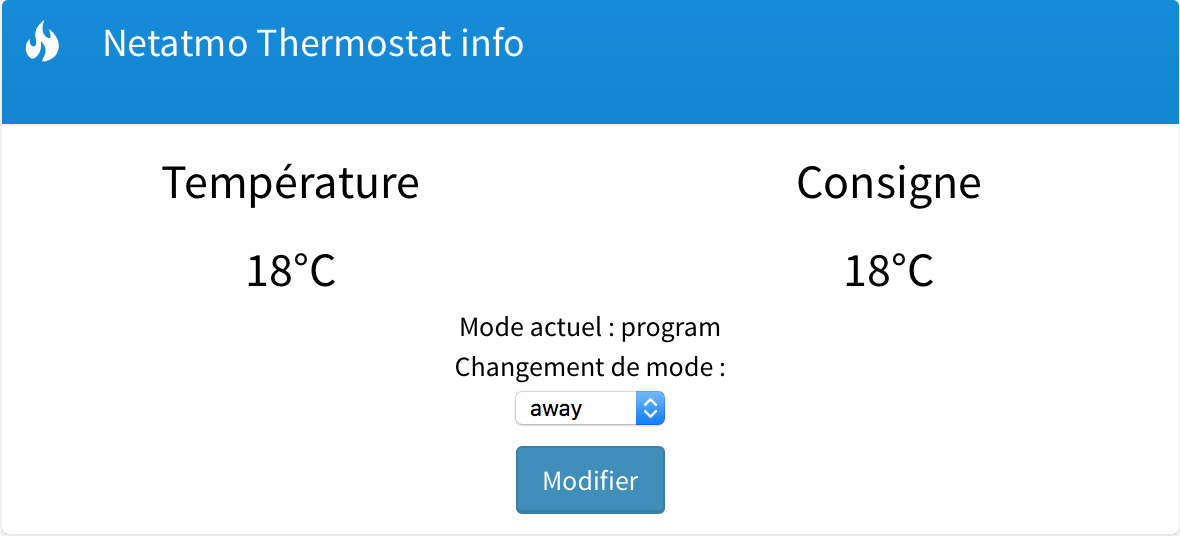 Netatmo Thermostat info
Température
Consigne
18°C
18°C
Mode actuel : program
Changement de mode :
away
Modifier